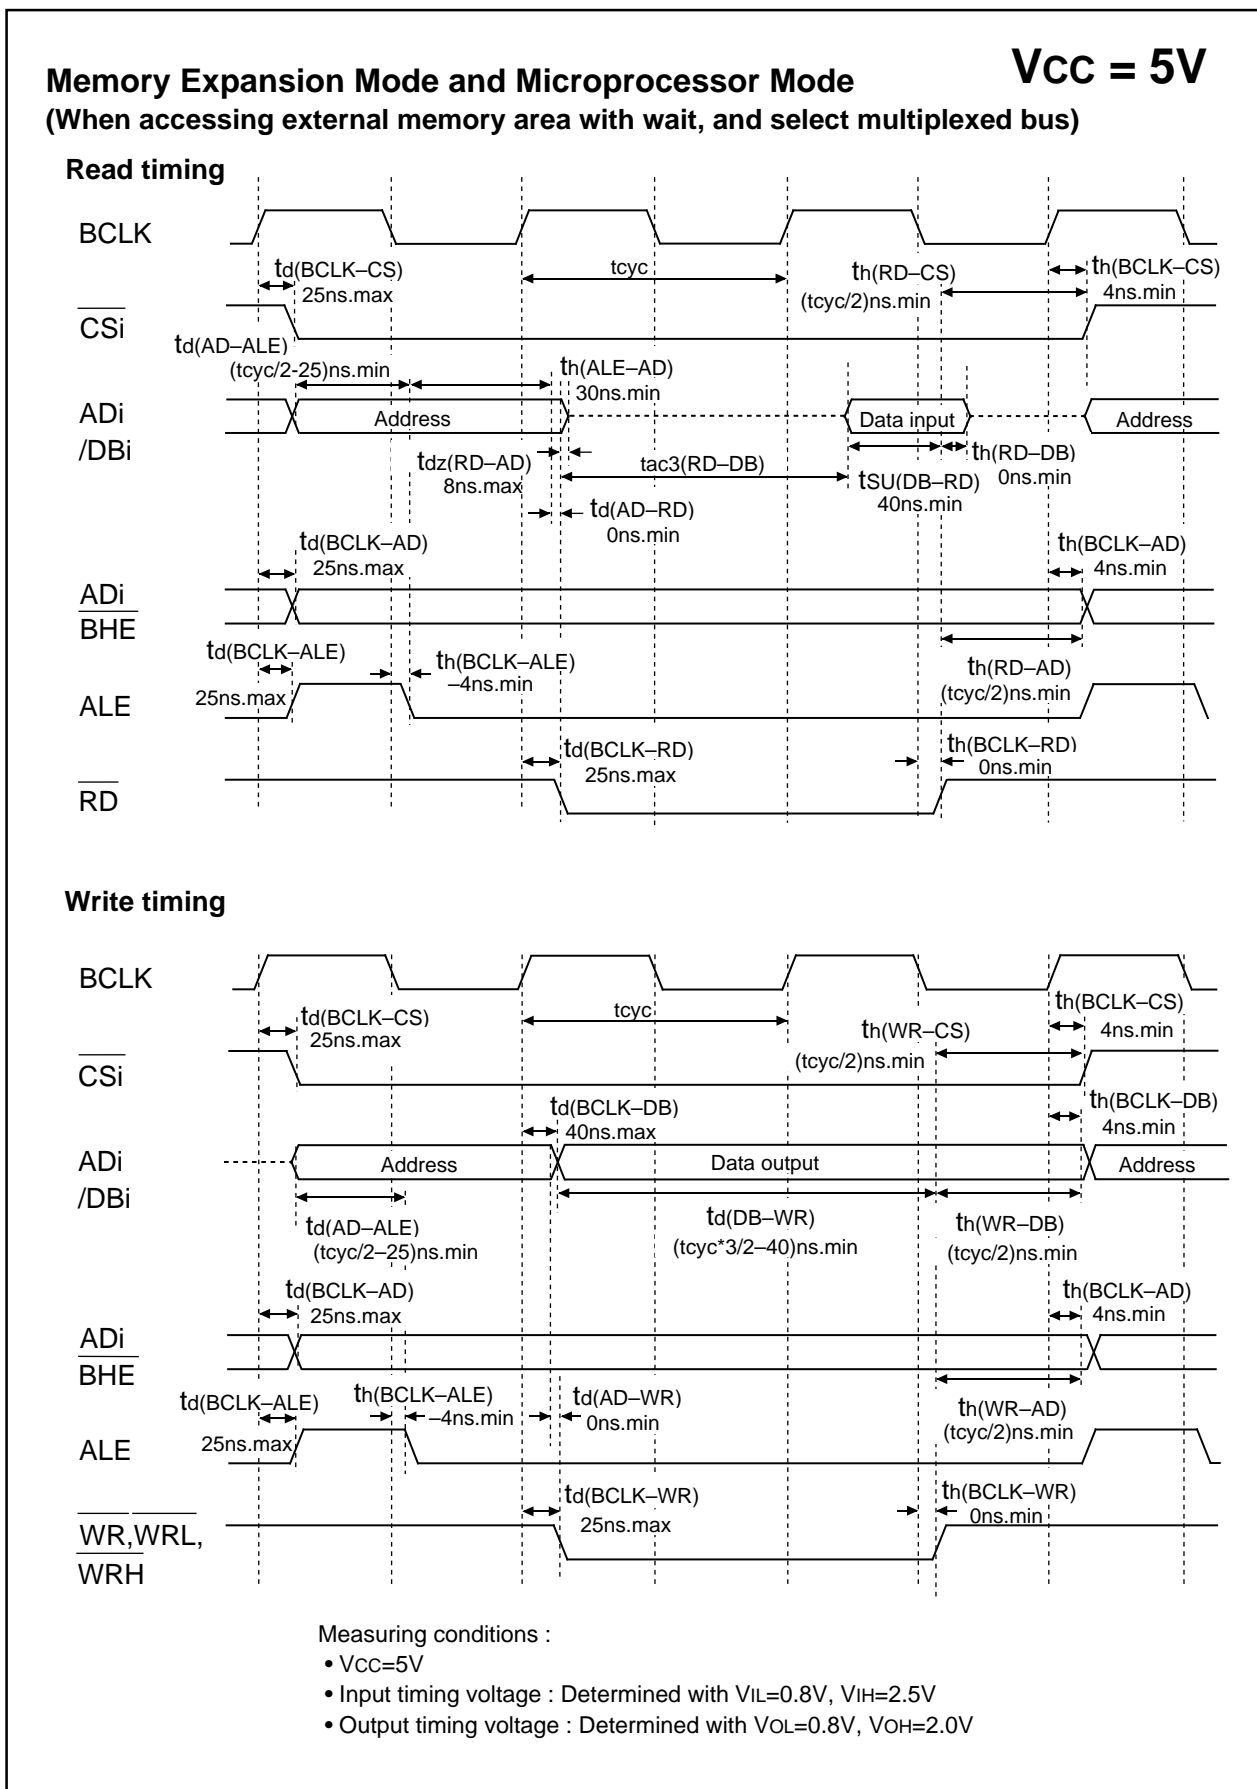 Memory Expansion Mode and Microprocessor Mode
VCC = 5V
(When accessing external memory area with wait, and select multiplexed bus)
Read timing
BCLK
td(BCLK–CS)
25ns.max
tcyc
th(RD–CS)
(tcyc/2)ns.min
th(BCLK–CS)
4ns.min
CSi
td(AD–ALE)
(tcyc/2-25)ns.min
th(ALE–AD)
30ns.min
ADi
/DBi
Address
Data input
Address
tdz(RD–AD)
8ns.max
tac3(RD–DB)
tSU(DB–RD)
40ns.min
th(RD–DB)
0ns.min
td(AD–RD)
0ns.min
td(BCLK–AD)
25ns.max
th(BCLK–AD)
4ns.min
ADi
BHE
td(BCLK–ALE)
25ns.max
th(BCLK–ALE)
–4ns.min
th(RD–AD)
(tcyc/2)ns.min
ALE
td(BCLK–RD)
25ns.max
th(BCLK–RD)
0ns.min
RD
Write timing
BCLK
td(BCLK–CS)
25ns.max
tcyc
th(WR–CS)
(tcyc/2)ns.min
th(BCLK–CS)
4ns.min
CSi
td(BCLK–DB)
40ns.max
th(BCLK–DB)
4ns.min
ADi
/DBi
Address
Data output
Address
td(AD–ALE)
(tcyc/2–25)ns.min
td(DB–WR)
(tcyc*3/2–40)ns.min
th(WR–DB)
(tcyc/2)ns.min
td(BCLK–AD)
25ns.max
th(BCLK–AD)
4ns.min
ADi
BHE
td(BCLK–ALE)
25ns.max
th(BCLK–ALE)
–4ns.min
td(AD–WR)
0ns.min
th(WR–AD)
(tcyc/2)ns.min
ALE
td(BCLK–WR)
25ns.max
th(BCLK–WR)
0ns.min
WR,WRL,
WRH
Measuring conditions :
• VCC=5V
• Input timing voltage : Determined with VIL=0.8V, VIH=2.5V
• Output timing voltage : Determined with VOL=0.8V, VOH=2.0V